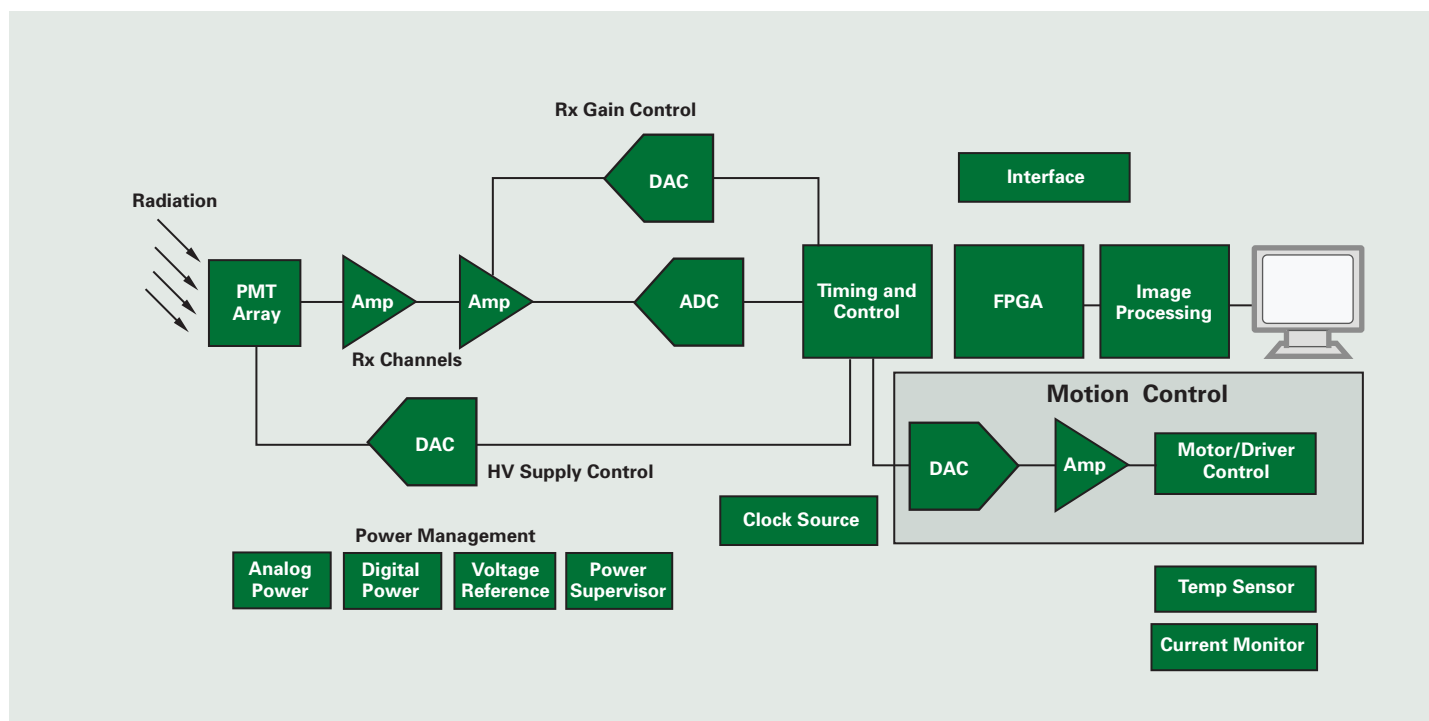 Rx Gain Control
DAC
Interface
Radiation
PMT
Array
Amp
Amp
ADC
Timing and
Control
FPGA
Image
Processing
Rx Channels
DAC
HV Supply Control
Motion Control
DAC
Amp
Motor/Driver
Control
Clock Source
Power Management
Analog
Power
Digital
Power
Voltage
Reference
Power
Supervisor
Temp Sensor
Current Monitor